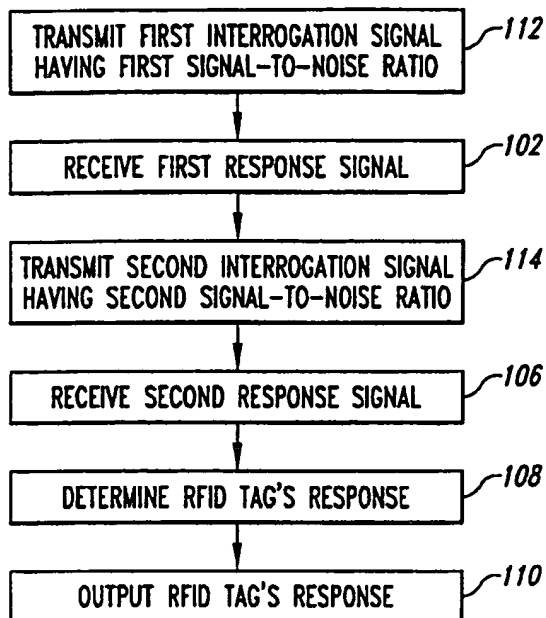 TRANSMIT FIRST INTERROGATION SIGNAL
HAVING FIRST SIGNAL-TO-NOISE RATIO
112
RECEIVE FIRST RESPONSE SIGNAL
102
TRANSMIT SECOND INTERROGATION SIGNAL
HAVING SECOND SIGNAL-TO-NOISE RATIO
114
RECEIVE SECOND RESPONSE SIGNAL
106
DETERMINE RFID TAG'S RESPONSE
108
OUTPUT RFID TAG'S RESPONSE
110